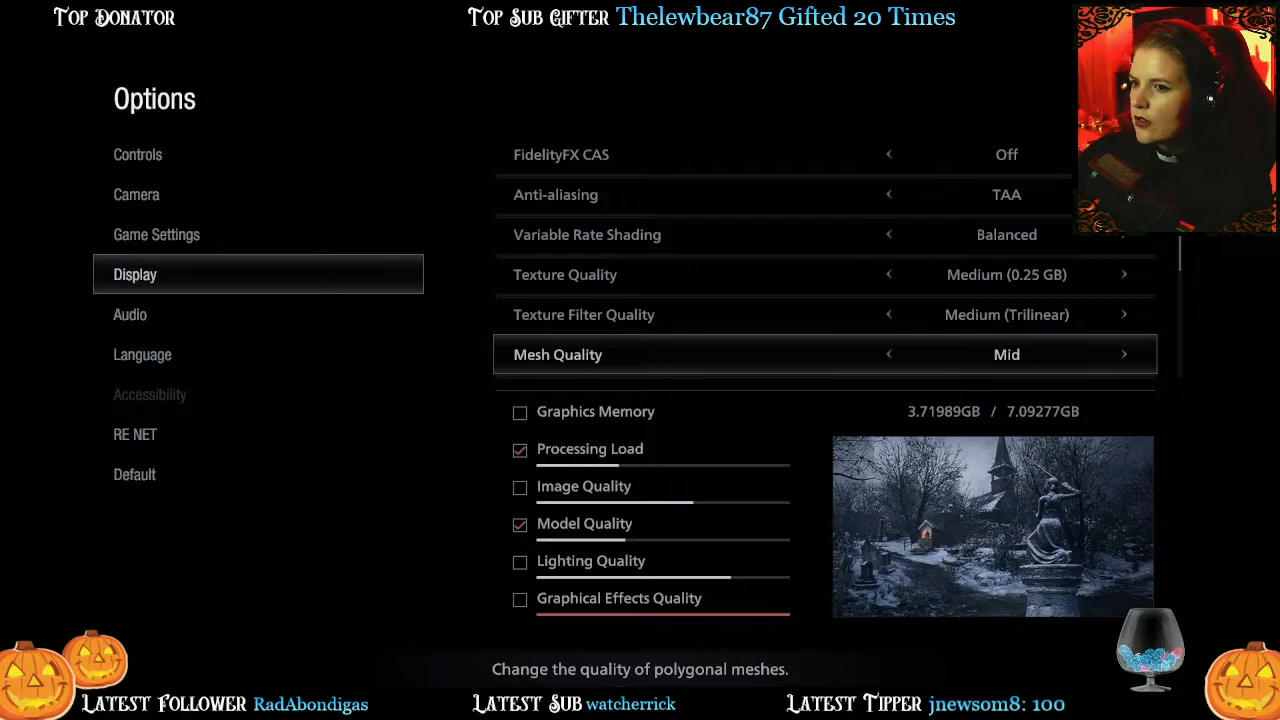 Top Donator
Top Sub Gifter Thelewbear87 Gifted 20 Times
Options
Controls
Camera
Game Settings
Display
Audio
Language
Accessibility
RE NET
Default
FidelityFX CAS Off
Anti-aliasing TAA
Variable Rate Shading Balanced
Texture Quality Medium (0.25 GB)
Texture Filter Quality Medium (Trilinear)
Mesh Quality Mid
Graphics Memory 3.71989GB / 7.09277GB
Processing Load
Image Quality
Model Quality
Lighting Quality
Graphical Effects Quality
Change the quality of polygonal meshes.
Latest Follower RadAbondigas
Latest Sub watcherrick
Latest Tipper jnewsom8: 100